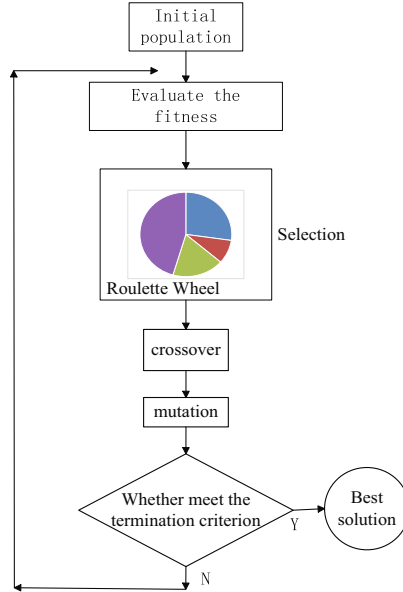 Initial
population
Evaluate the
fitness
Selection
Roulette Wheel
crossover
mutation
Whether meet the
termination criterion
Y
Best
solution
N